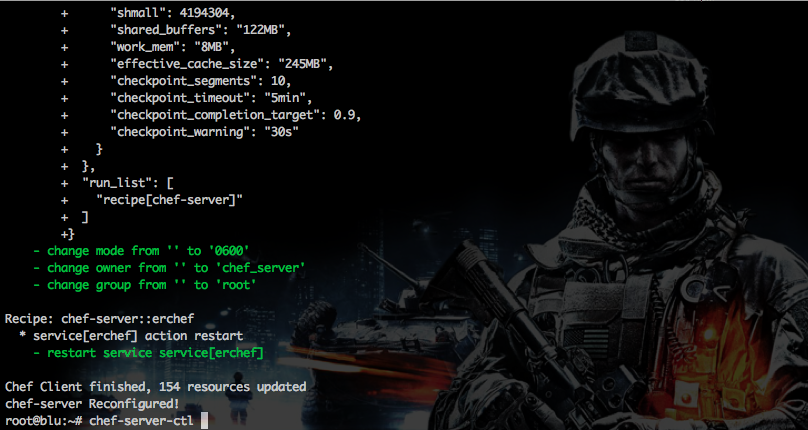 +      "shmall": 4194304,
+      "shared_buffers": "122MB",
+      "work_mem": "8MB",
+      "effective_cache_size": "245MB",
+      "checkpoint_segments": 10,
+      "checkpoint_timeout": "5min",
+      "checkpoint_completion_target": 0.9,
+      "checkpoint_warning": "30s"
+    }
+  },
+  "run_list": [
+    "recipe[chef-server]"
+  ]
+}
- change mode from '' to '0600'
- change owner from '' to 'chef_server'
- change group from '' to 'root'
Recipe: chef-server::erchef
* service[erchef] action restart
- restart service service[erchef]
Chef Client finished, 154 resources updated
chef-server Reconfigured!
root@blu:~# chef-server-ctl